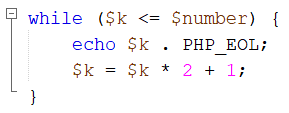 while ($k <= $number) {
    echo $k . PHP_EOL;
    $k = $k * 2 + 1;
}